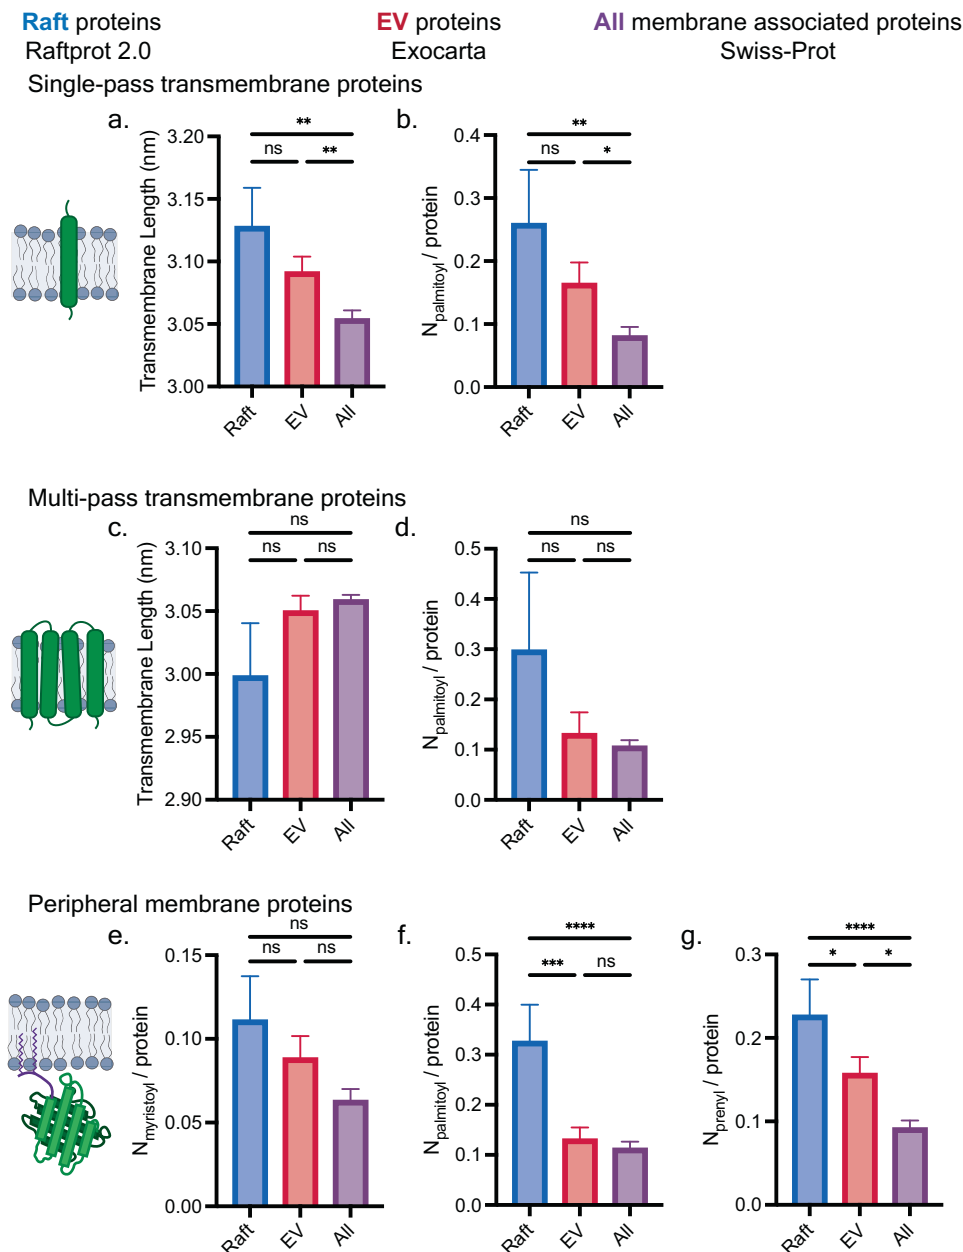 Raft proteins
Raftprot 2.0
EV proteins
Exocarta
All membrane associated proteins
Swiss-Prot
Single-pass transmembrane proteins
a.
Transmembrane Length (nm)
3.20
3.15
3.10
3.05
3.00
**
ns
**
Raft
EV
All
b.
Npalmitoyl / protein
0.4
0.3
0.2
0.1
0.0
**
ns
*
Raft
EV
All
Multi-pass transmembrane proteins
c.
Transmembrane Length (nm)
3.10
3.05
3.00
2.95
2.90
ns
ns
ns
Raft
EV
All
d.
Npalmitoyl / protein
0.5
0.4
0.3
0.2
0.1
0.0
ns
ns
ns
Raft
EV
All
Peripheral membrane proteins
e.
Nmyristoyl / protein
0.15
0.10
0.05
0.00
ns
ns
ns
Raft
EV
All
f.
Npalmitoyl / protein
0.5
0.4
0.3
0.2
0.1
0.0
****
***
ns
Raft
EV
All
g.
Nprenyl / protein
0.3
0.2
0.1
0.0
****
*
*
Raft
EV
All